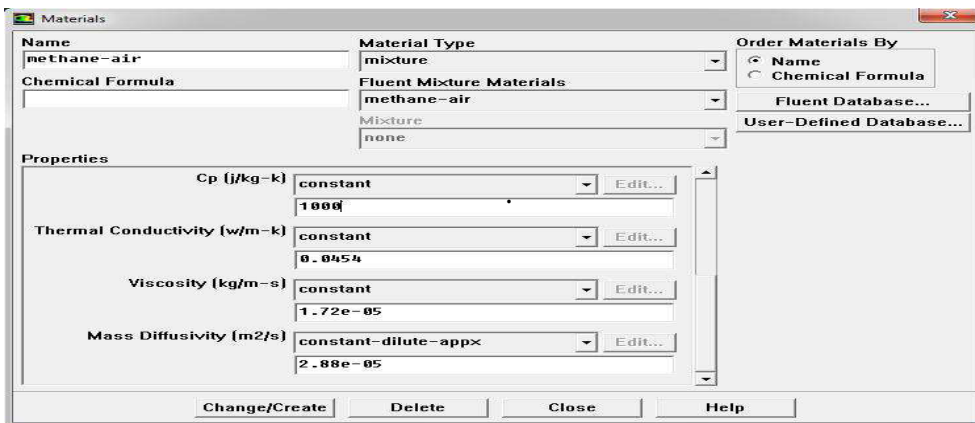 Materials
Name
methane-air
Chemical Formula
Material Type
mixture
Fluent Mixture Materials
methane-air
Mixture
none
Order Materials By
Name
Chemical Formula
Fluent Database...
User-Defined Database...
Properties
Cp (j/kg-k) constant Edit...
1000
Thermal Conductivity (w/m-k) constant Edit...
0.0454
Viscosity (kg/m-s) constant Edit...
1.72e-05
Mass Diffusivity (m2/s) constant-dilute-appx Edit...
2.88e-05
Change/Create Delete Close Help